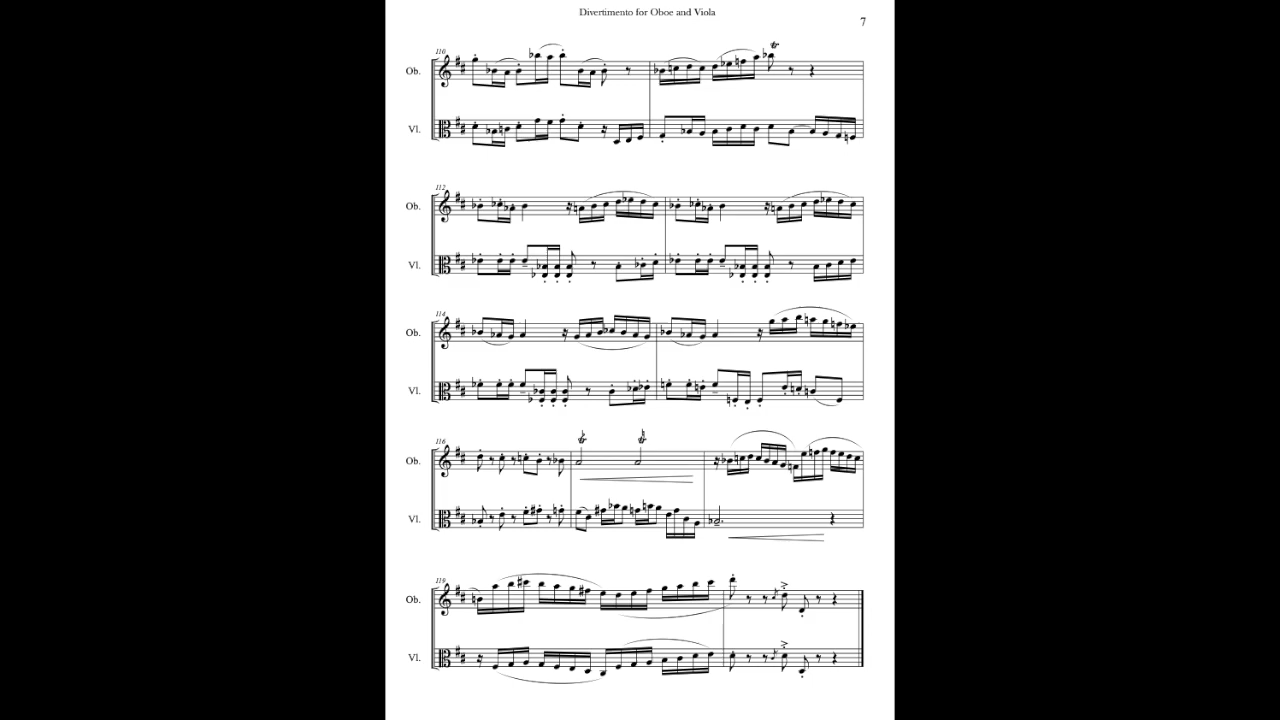 Divertimento for Oboe and Viola
7
110
Ob.
Vl.
112
Ob.
Vl.
114
Ob.
Vl.
116
Ob.
Vl.
119
Ob.
Vl.